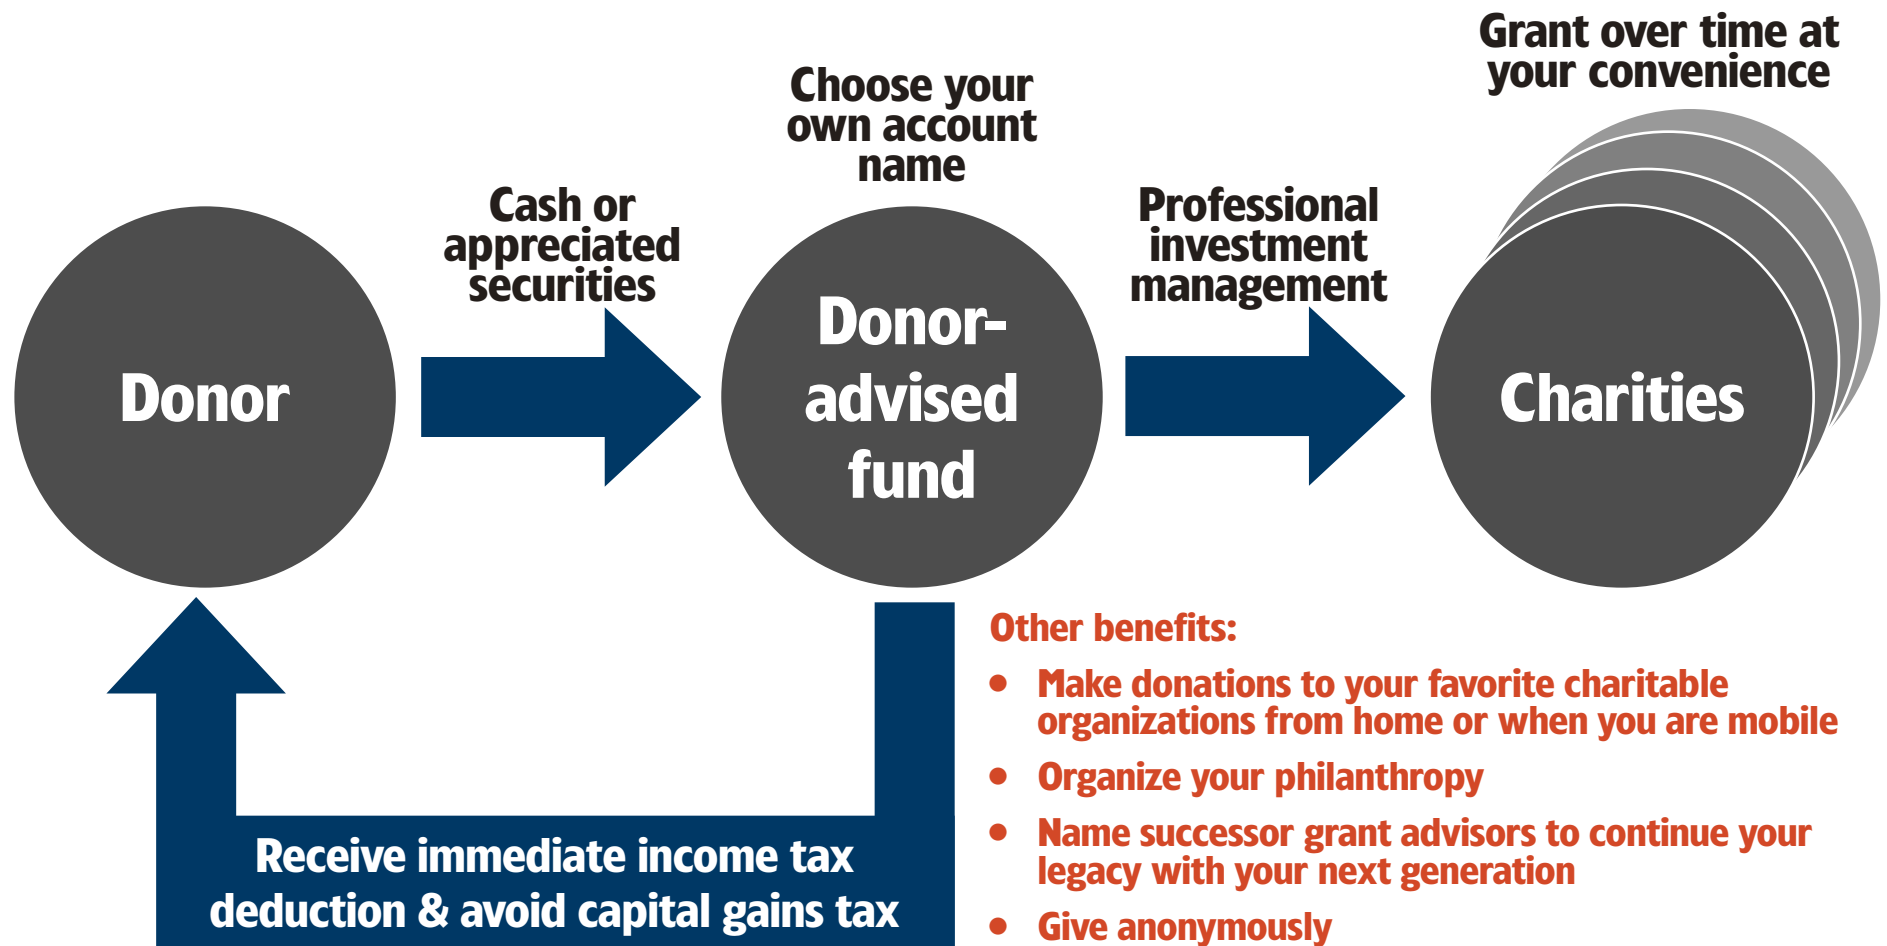 Grant over time at
your convenience
Choose your
own account
name
Cash or
appreciated
securities
Professional
investment
management
Donor
Donor-
advised
fund
Charities
Receive immediate income tax
deduction & avoid capital gains tax
Other benefits:
• Make donations to your favorite charitable
organizations from home or when you are mobile
• Organize your philanthropy
• Name successor grant advisors to continue your
legacy with your next generation
• Give anonymously